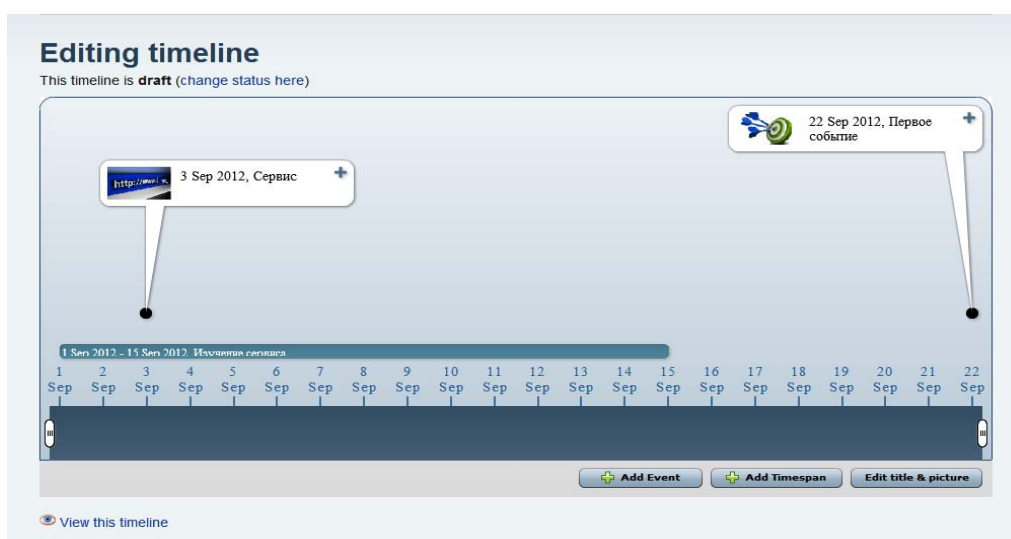 Editing timeline
This timeline is draft (change status here)
22 Sep 2012, Первое
событие
http://www.
3 Sep 2012, Сервис
1 Sep 2012 - 15 Sep 2012, Изучение сервиса
1 2 3 4 5 6 7 8 9 10 11 12 13 14 15 16 17 18 19 20 21 22
Sep Sep Sep Sep Sep Sep Sep Sep Sep Sep Sep Sep Sep Sep Sep Sep Sep Sep Sep Sep Sep Sep
Add Event Add Timespan Edit title & picture
View this timeline